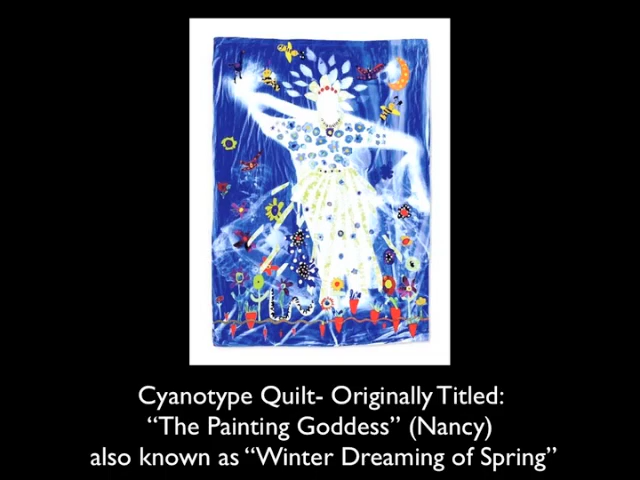 Cyanotype Quilt- Originally Titled:
“The Painting Goddess” (Nancy)
also known as “Winter Dreaming of Spring”